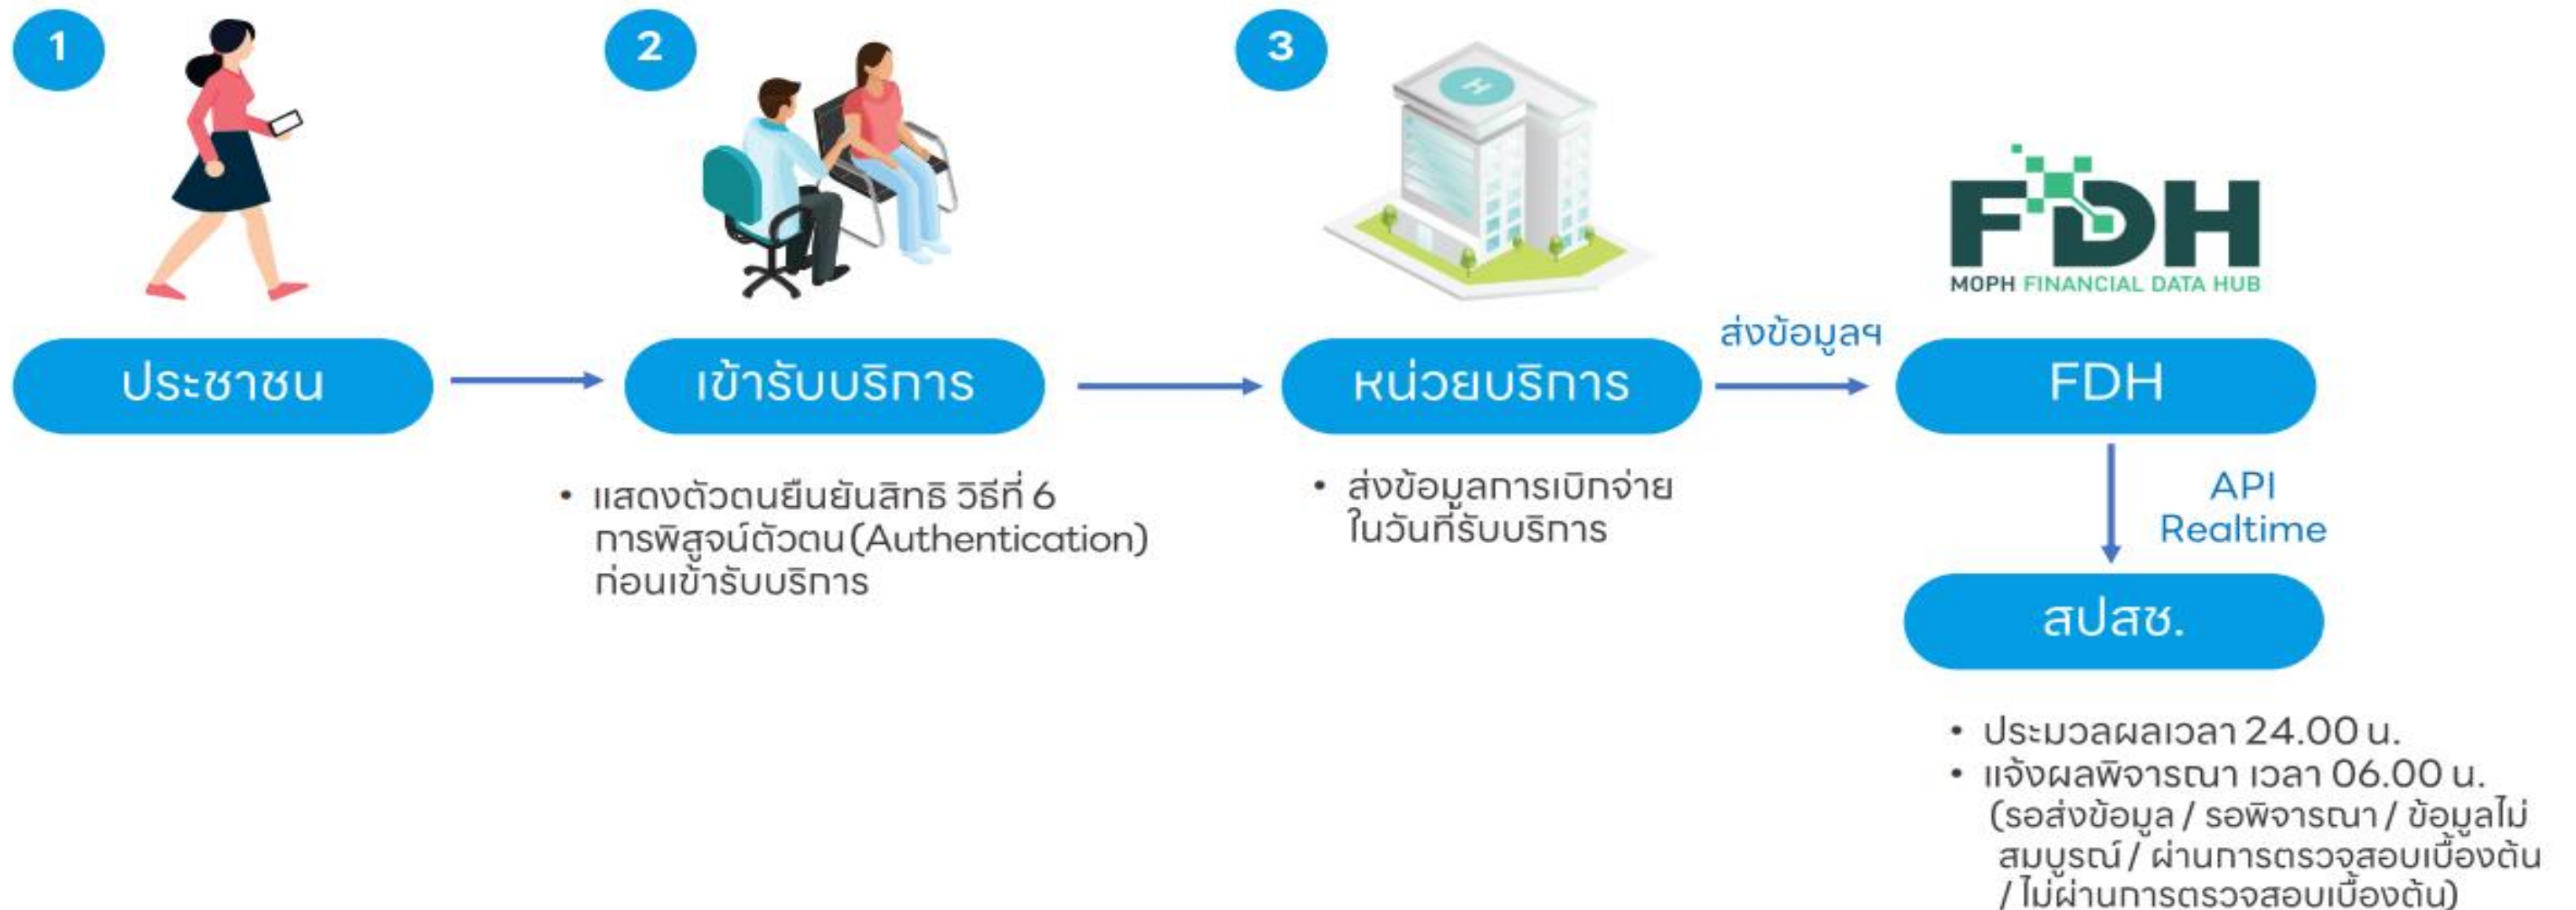 1
2
3
FDH
MOPH FINANCIAL DATA HUB
ประชาชน
เข้ารับบริการ
หน่วยบริการ
ส่งข้อมูลฯ
FDH
• แสดงตัวตนยืนยันสิทธิ วิธีที่ 6
การพิสูจน์ตัวตน (Authentication)
ก่อนเข้ารับบริการ
• ส่งข้อมูลการเบิกจ่าย
ในวันที่รับบริการ
API
Realtime
สปสช.
• ประมวลผลเวลา 24.00 น.
• แจ้งผลพิจารณา เวลา 06.00 น.
(รอส่งข้อมูล / รอพิจารณา / ข้อมูลไม่
สมบูรณ์ / ผ่านการตรวจสอบเบื้องต้น
/ ไม่ผ่านการตรวจสอบเบื้องต้น)